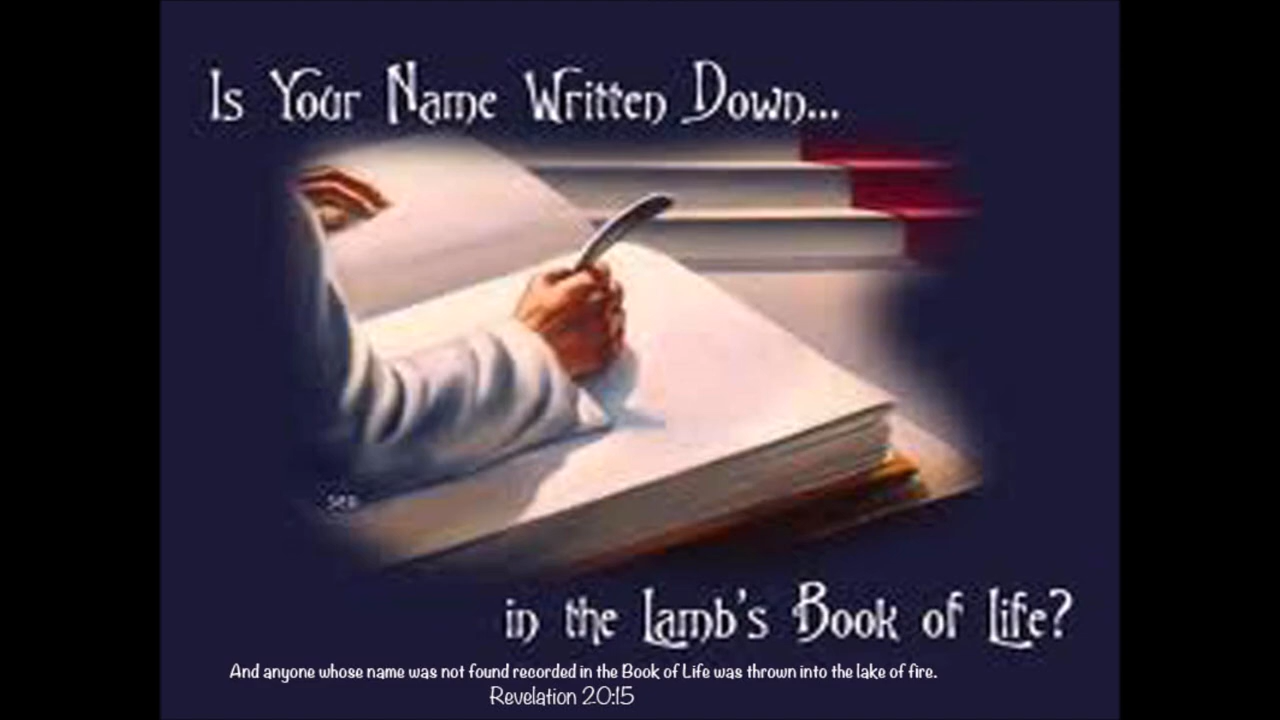 Is Your Name Written Down...
in the Lamb's Book of Life?
And anyone whose name was not found recorded in the Book of Life was thrown into the lake of fire.
Revelation 20:15